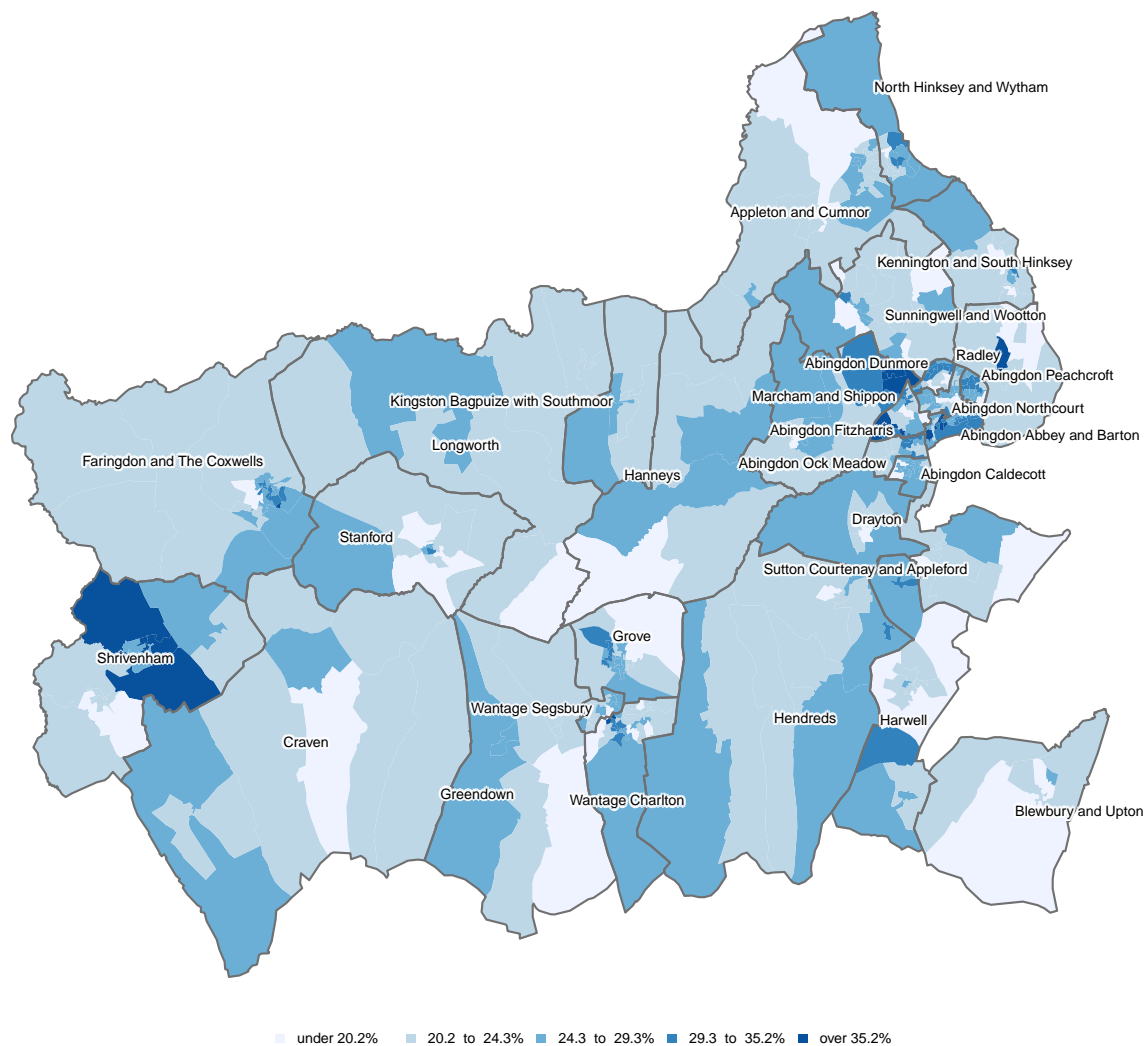 North Hinksey and Wytham
Appleton and Cumnor
Kennington and South Hinksey
Sunningwell and Wootton
Radley
Abingdon Dunmore
Abingdon Peachcroft
Marcham and Shippon
Kingston Bagpuize with Southmoor
Abingdon Northcourt
Abingdon Fitzharris
Abingdon Abbey and Barton
Longworth
Faringdon and The Coxwells
Abingdon Ock Meadow
Hanneys
Abingdon Caldecott
Drayton
Stanford
Sutton Courtenay and Appleford
Grove
Shrivenham
Wantage Segsbury
Hendreds
Harwell
Craven
Greendown
Wantage Charlton
Blewbury and Upton
under 20.2% 20.2 to 24.3% 24.3 to 29.3% 29.3 to 35.2% over 35.2%